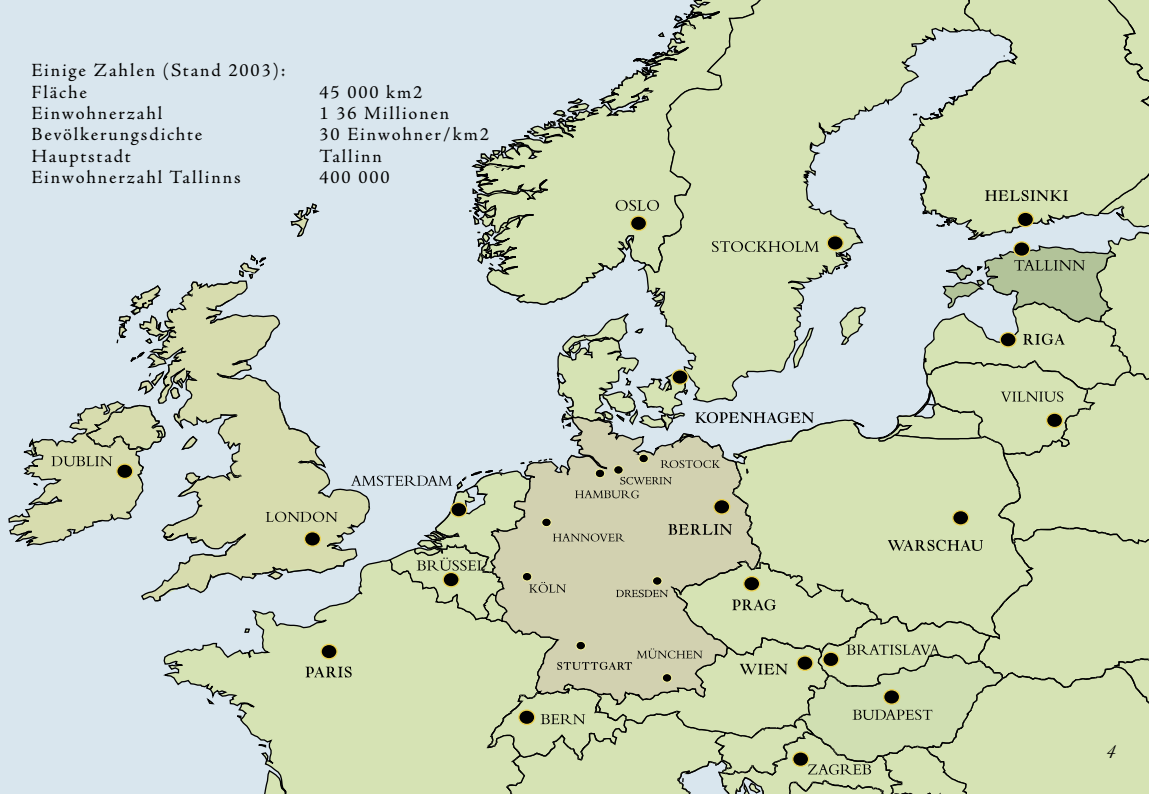 Einige Zahlen (Stand 2003):
Fläche 45 000 km2
Einwohnerzahl 1 36 Millionen
Bevölkerungsdichte 30 Einwohner/km2
Hauptstadt Tallinn
Einwohnerzahl Tallinns 400 000
HELSINKI
OSLO
STOCKHOLM
TALLINN
RIGA
VILNIUS
KOPENHAGEN
DUBLIN
ROSTOCK
AMSTERDAM
SCWERIN
HAMBURG
LONDON
BERLIN
HANNOVER
WARSCHAU
BRÜSSEL
KÖLN
DRESDEN
PRAG
BRATISLAVA
MÜNCHEN
STUTTGART
WIEN
PARIS
BUDAPEST
BERN
4
ZAGREB